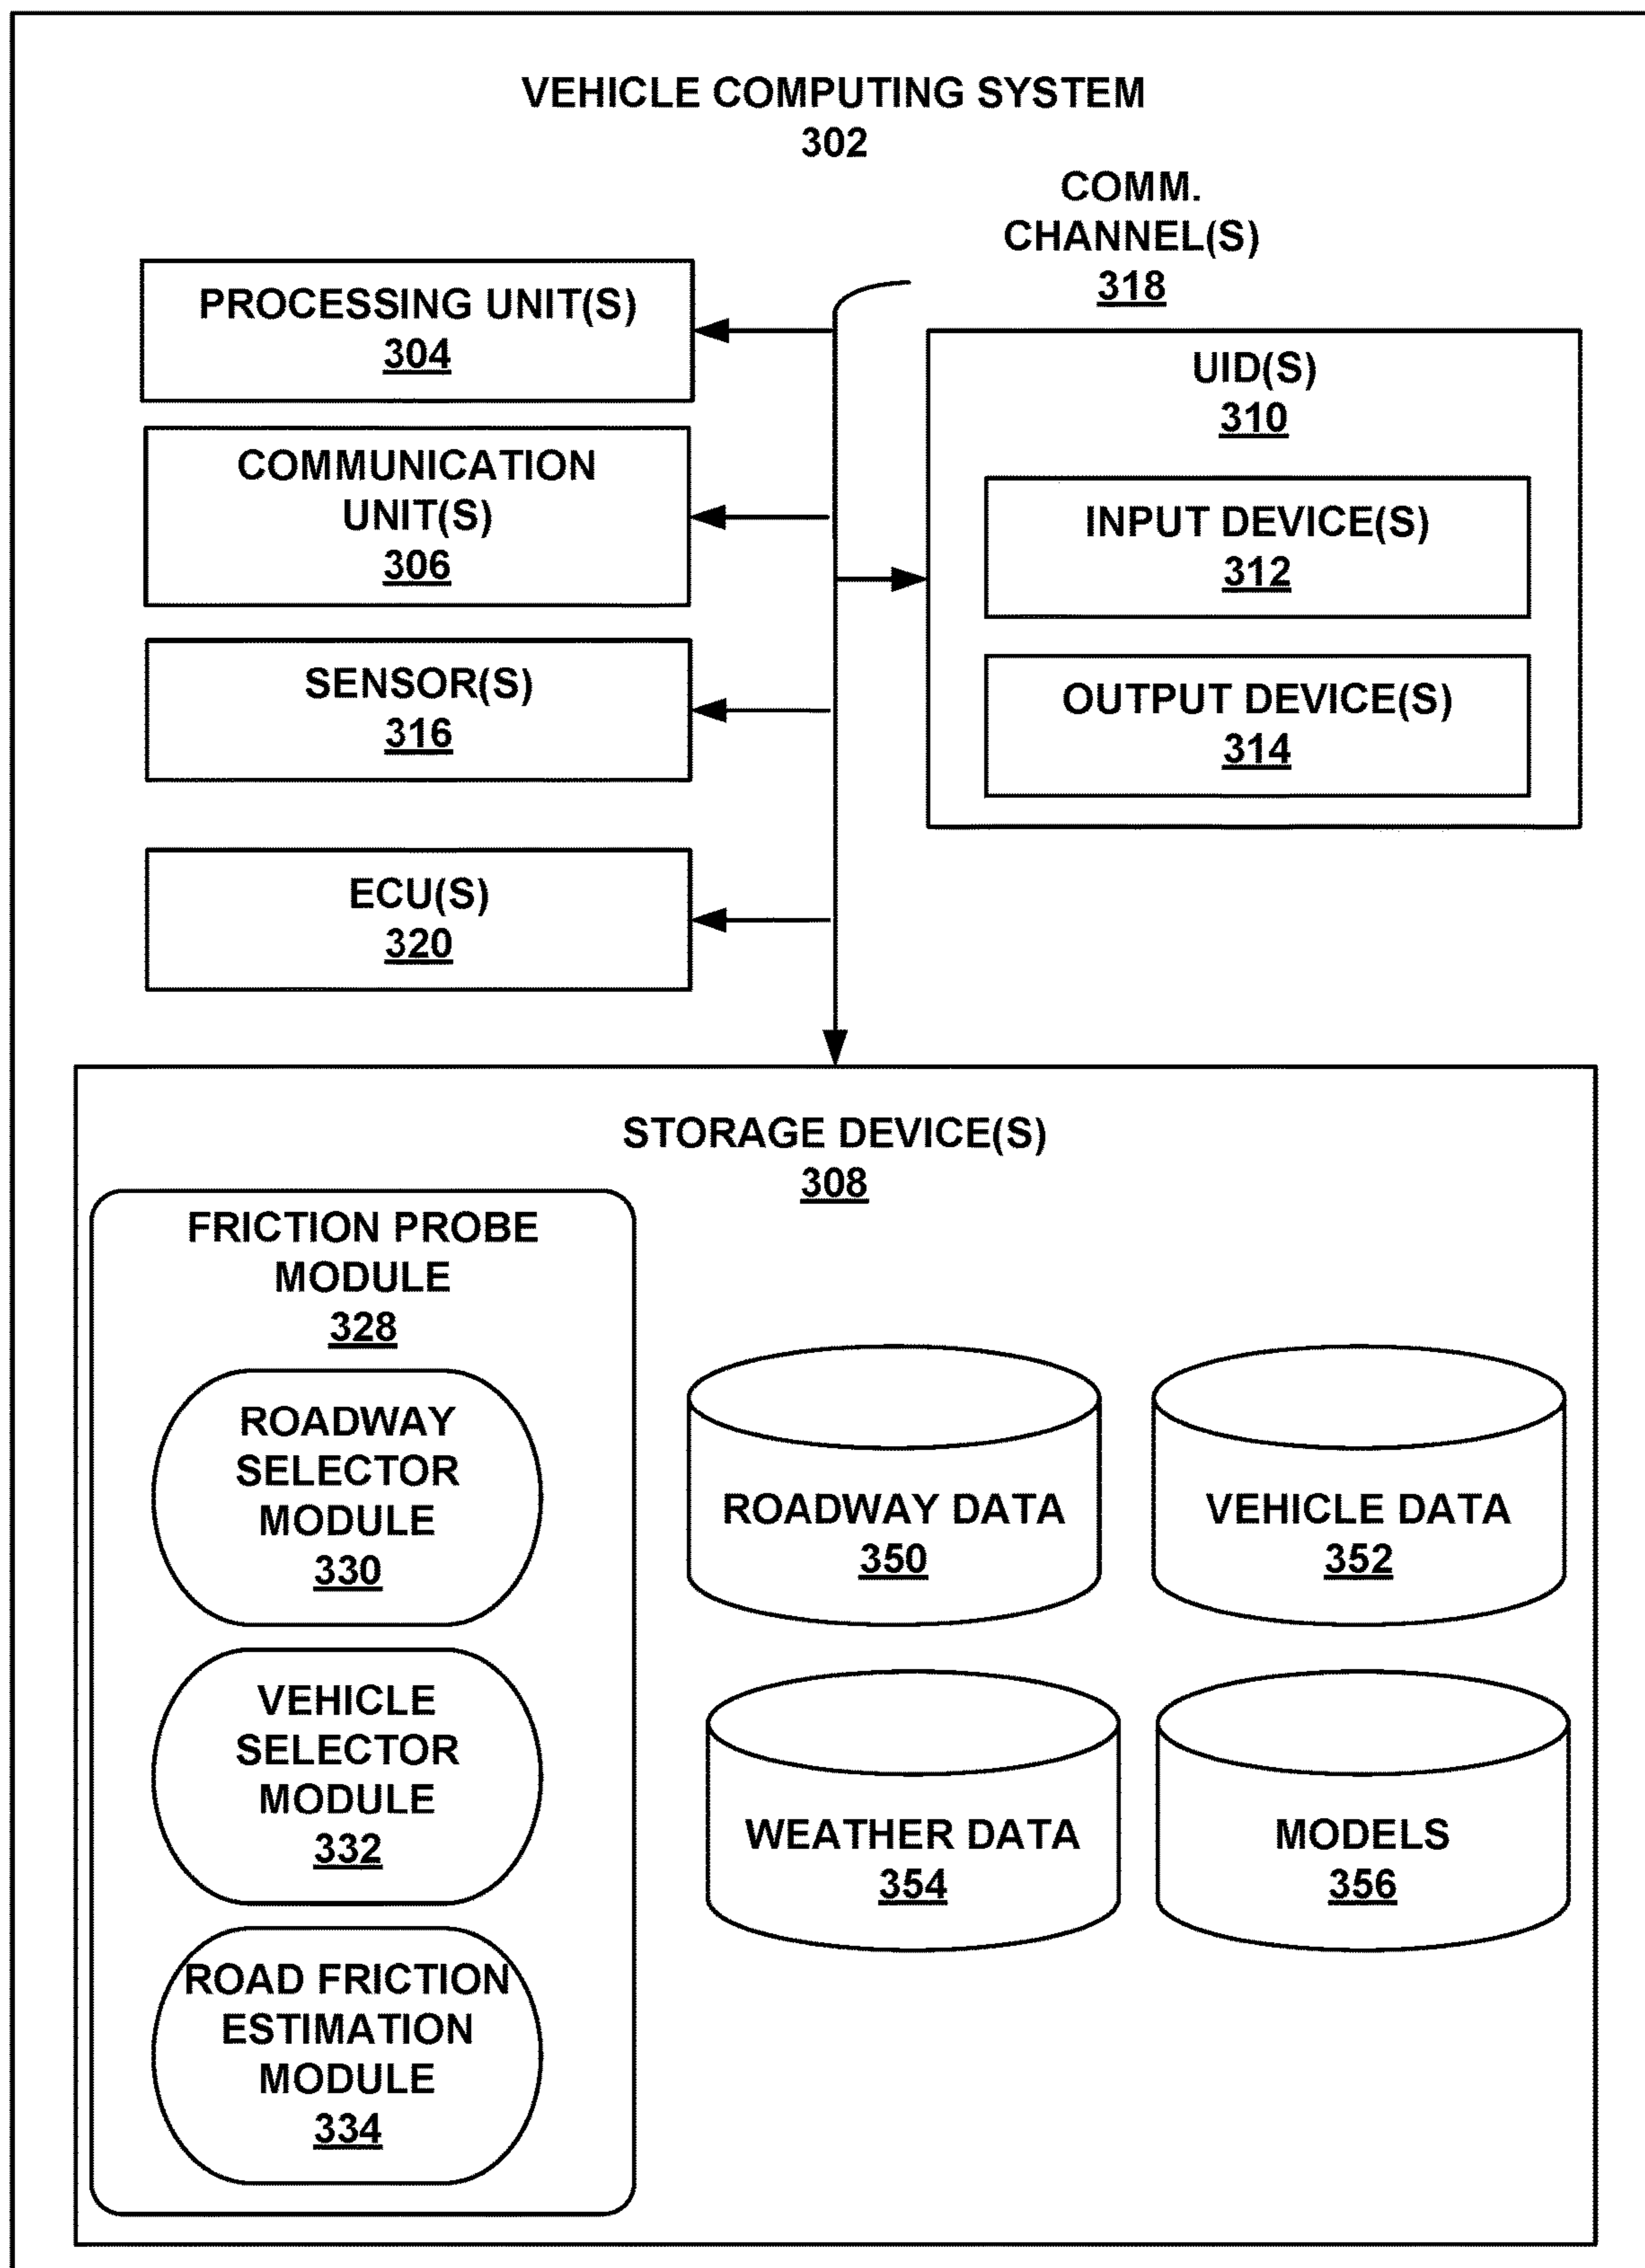 VEHICLE COMPUTING SYSTEM
302
COMM.
CHANNEL(S)
318
PROCESSING UNIT(S)
304
COMMUNICATION
UNIT(S)
306
SENSOR(S)
316
ECU(S)
320
UID(S)
310
INPUT DEVICE(S)
312
OUTPUT DEVICE(S)
314
STORAGE DEVICE(S)
308
FRICTION PROBE
MODULE
328
ROADWAY
SELECTOR
MODULE
330
VEHICLE
SELECTOR
MODULE
332
ROAD FRICTION
ESTIMATION
MODULE
334
ROADWAY DATA
350
VEHICLE DATA
352
WEATHER DATA
354
MODELS
356